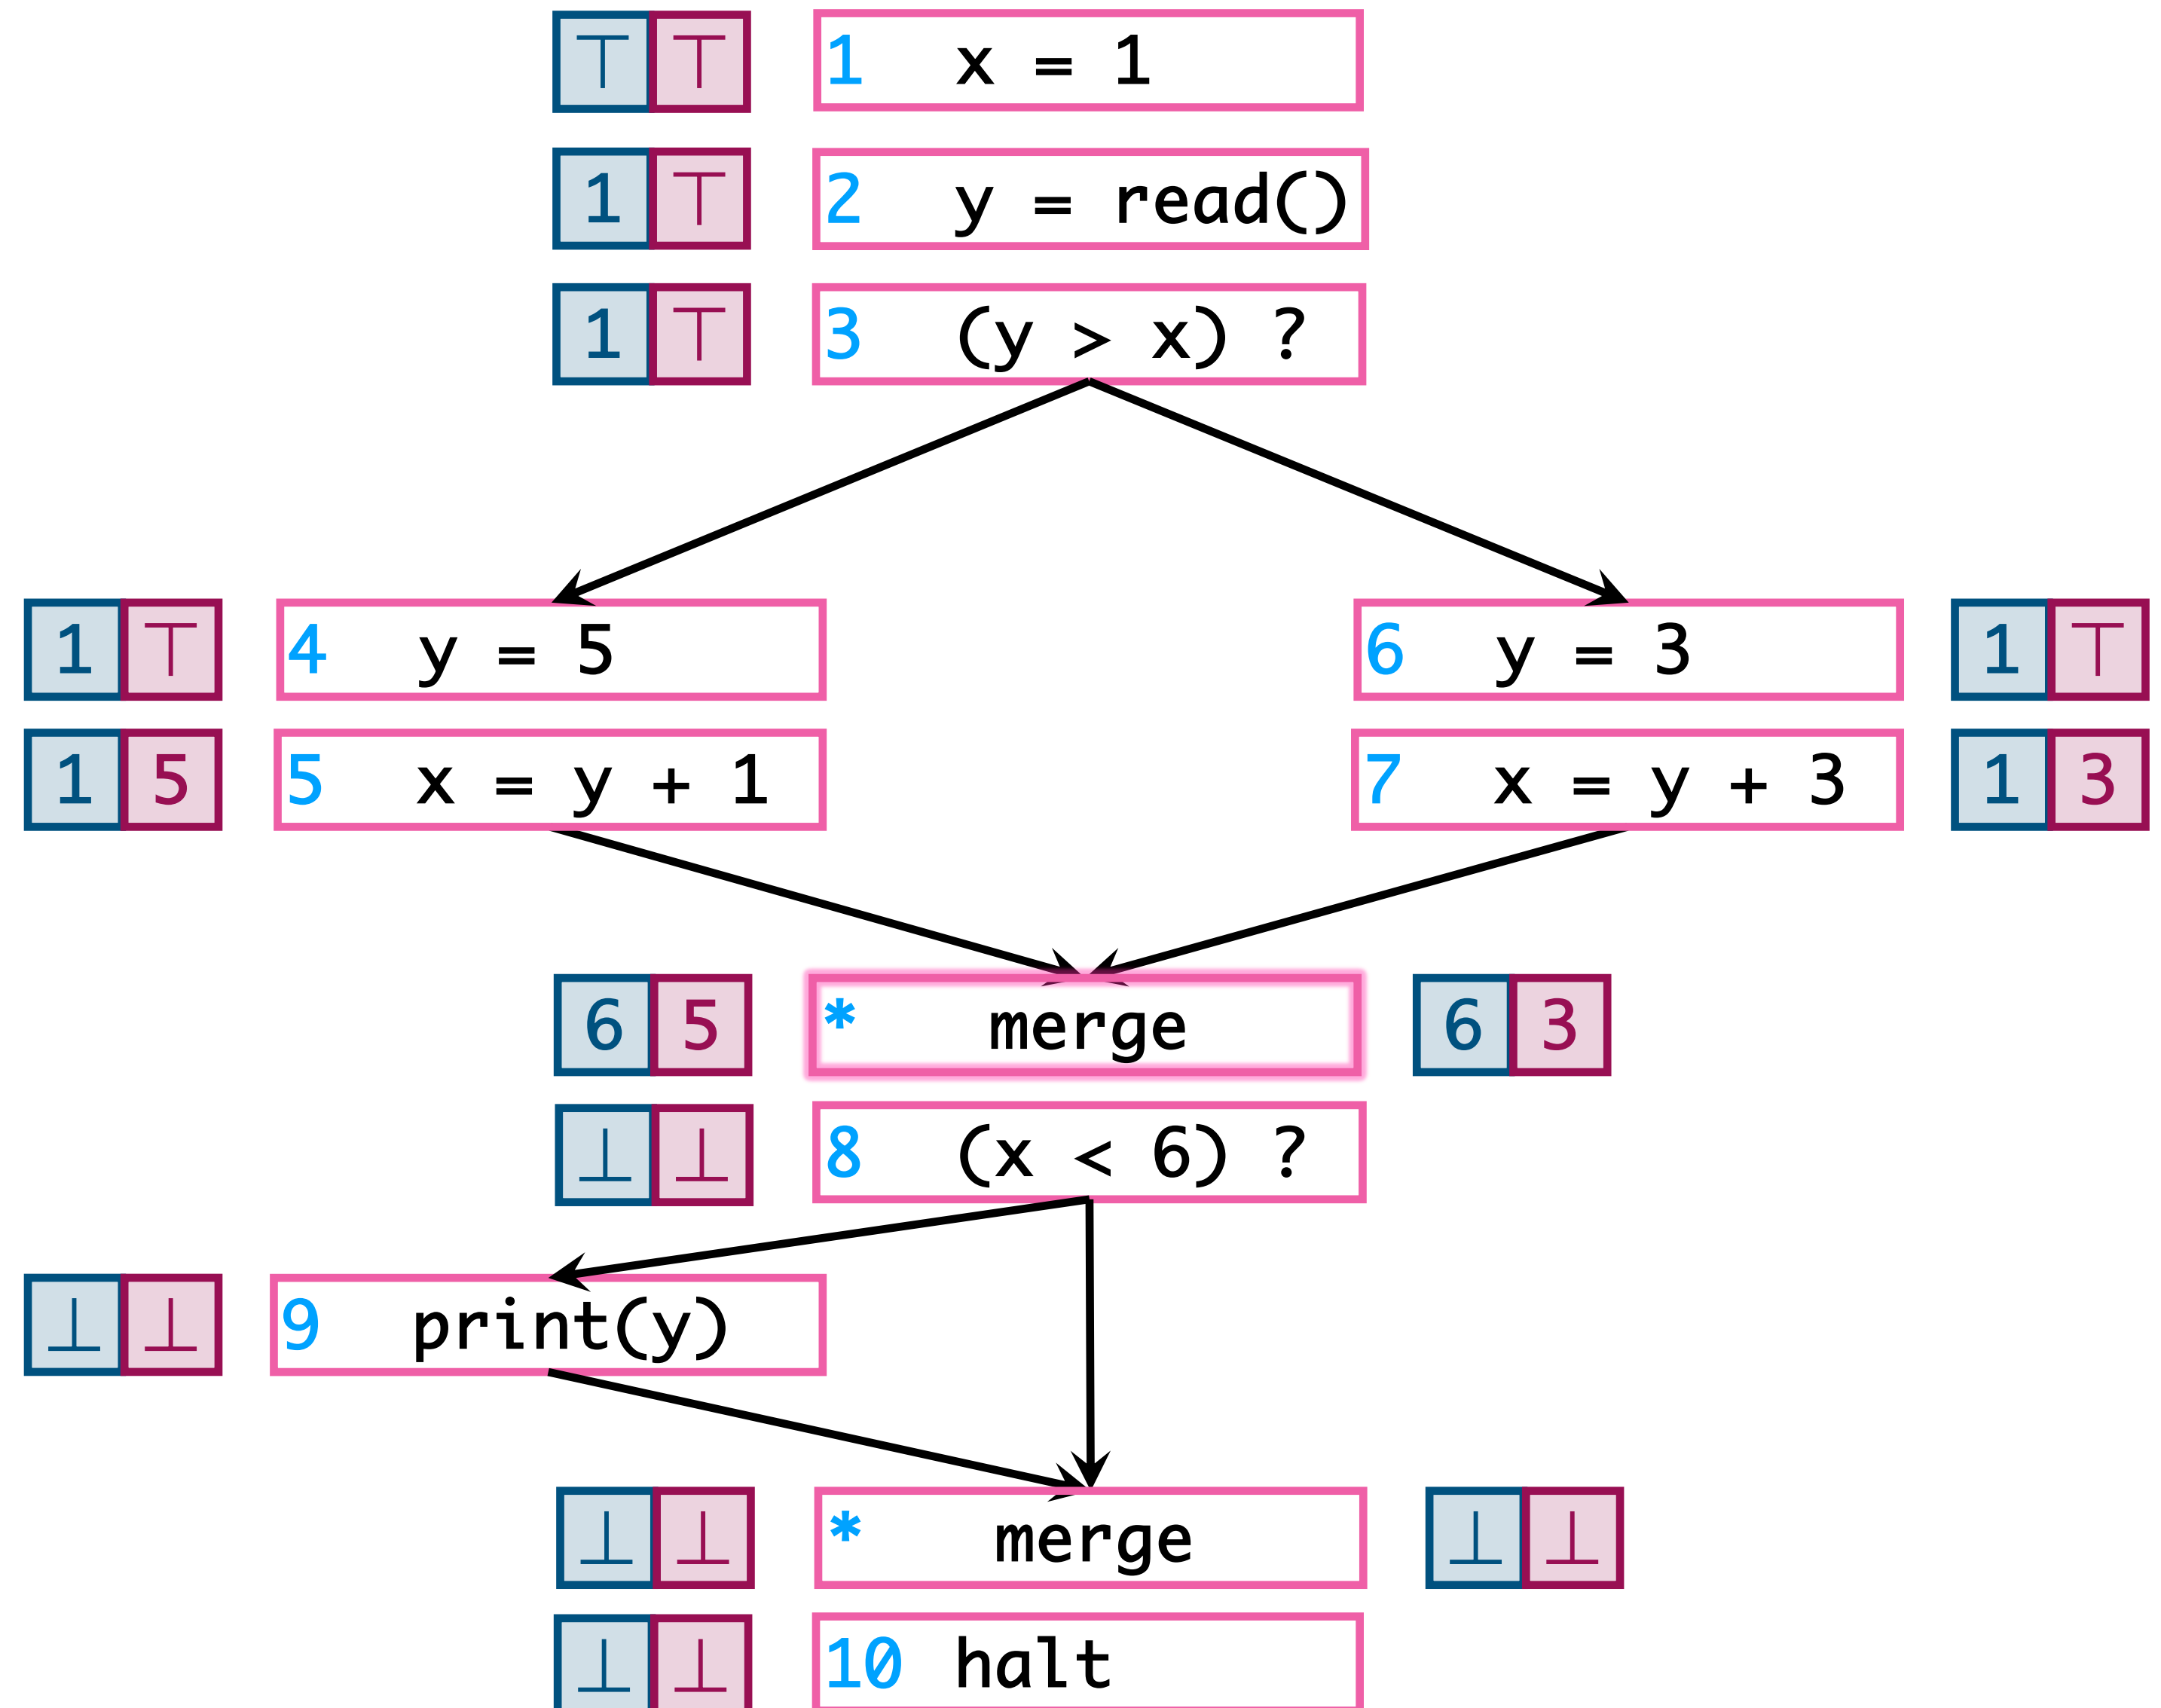 ⊤ ⊤ 1 x = 1
1 ⊤ 2 y = read()
1 ⊤ 3 (y > x) ?
1 ⊤ 4 y = 5 6 y = 3 1 ⊤
1 5 5 x = y + 1 7 x = y + 3 1 3
6 5 * merge 6 3
⊥ ⊥ 8 (x < 6) ?
⊥ ⊥ 9 print(y)
⊥ ⊥ * merge ⊥ ⊥
⊥ ⊥ 10 halt